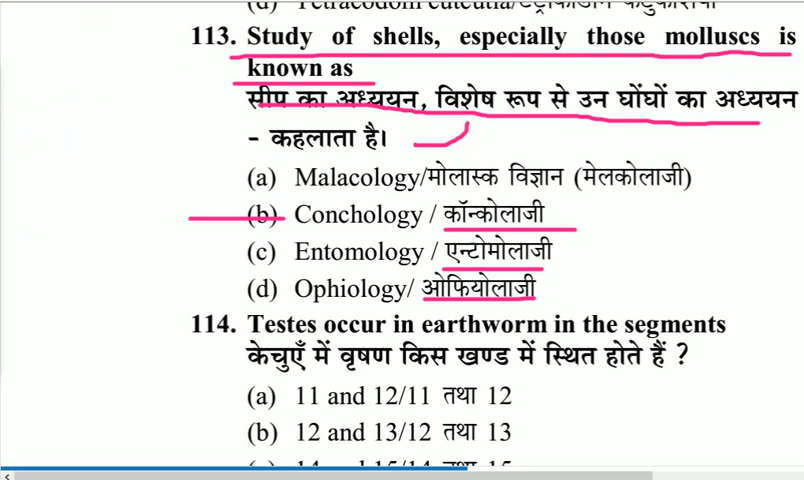 113. Study of shells, especially those molluscs is
known as
सीप का अध्ययन, विशेष रूप से उन घोंघों का अध्ययन
- कहलाता है।
(a) Malacology/मोलास्क विज्ञान (मेलकोलाजी)
(b) Conchology / कॉन्कोलाजी
(c) Entomology / एन्टोमोलाजी
(d) Ophiology/ ओफियोलाजी
114. Testes occur in earthworm in the segments
केचुएँ में वृषण किस खण्ड में स्थित होते हैं ?
(a) 11 and 12/11 तथा 12
(b) 12 and 13/12 तथा 13